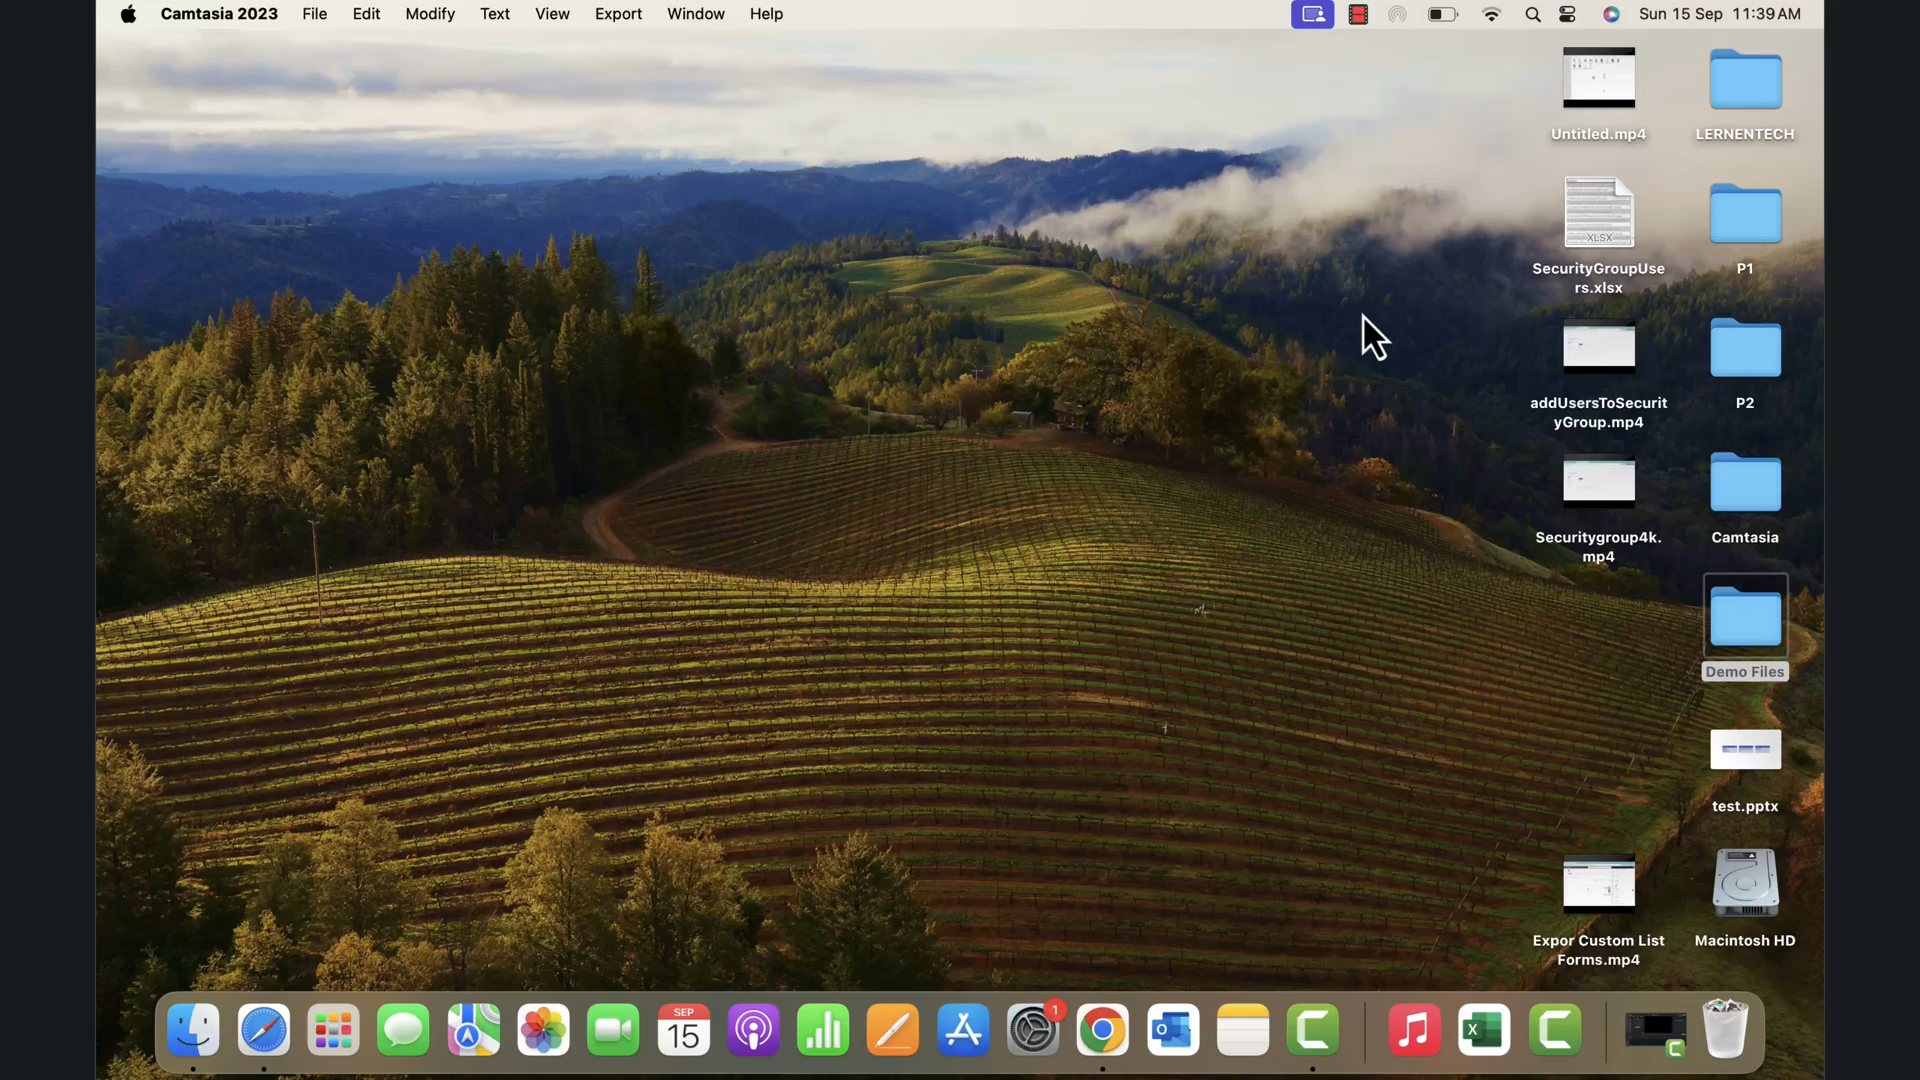 Camtasia 2023 File Edit Modify Text View Export Window Help Sun 15 Sep 11:39 AM
Untitled.mp4
LERNENTECH
XLSX
SecurityGroupUse
rs.xlsx
P1
addUsersToSecurit
yGroup.mp4
P2
Securitygroup4k.
mp4
Camtasia
Demo Files
test.pptx
Expor Custom List
Forms.mp4
Macintosh HD
SEP
15
1